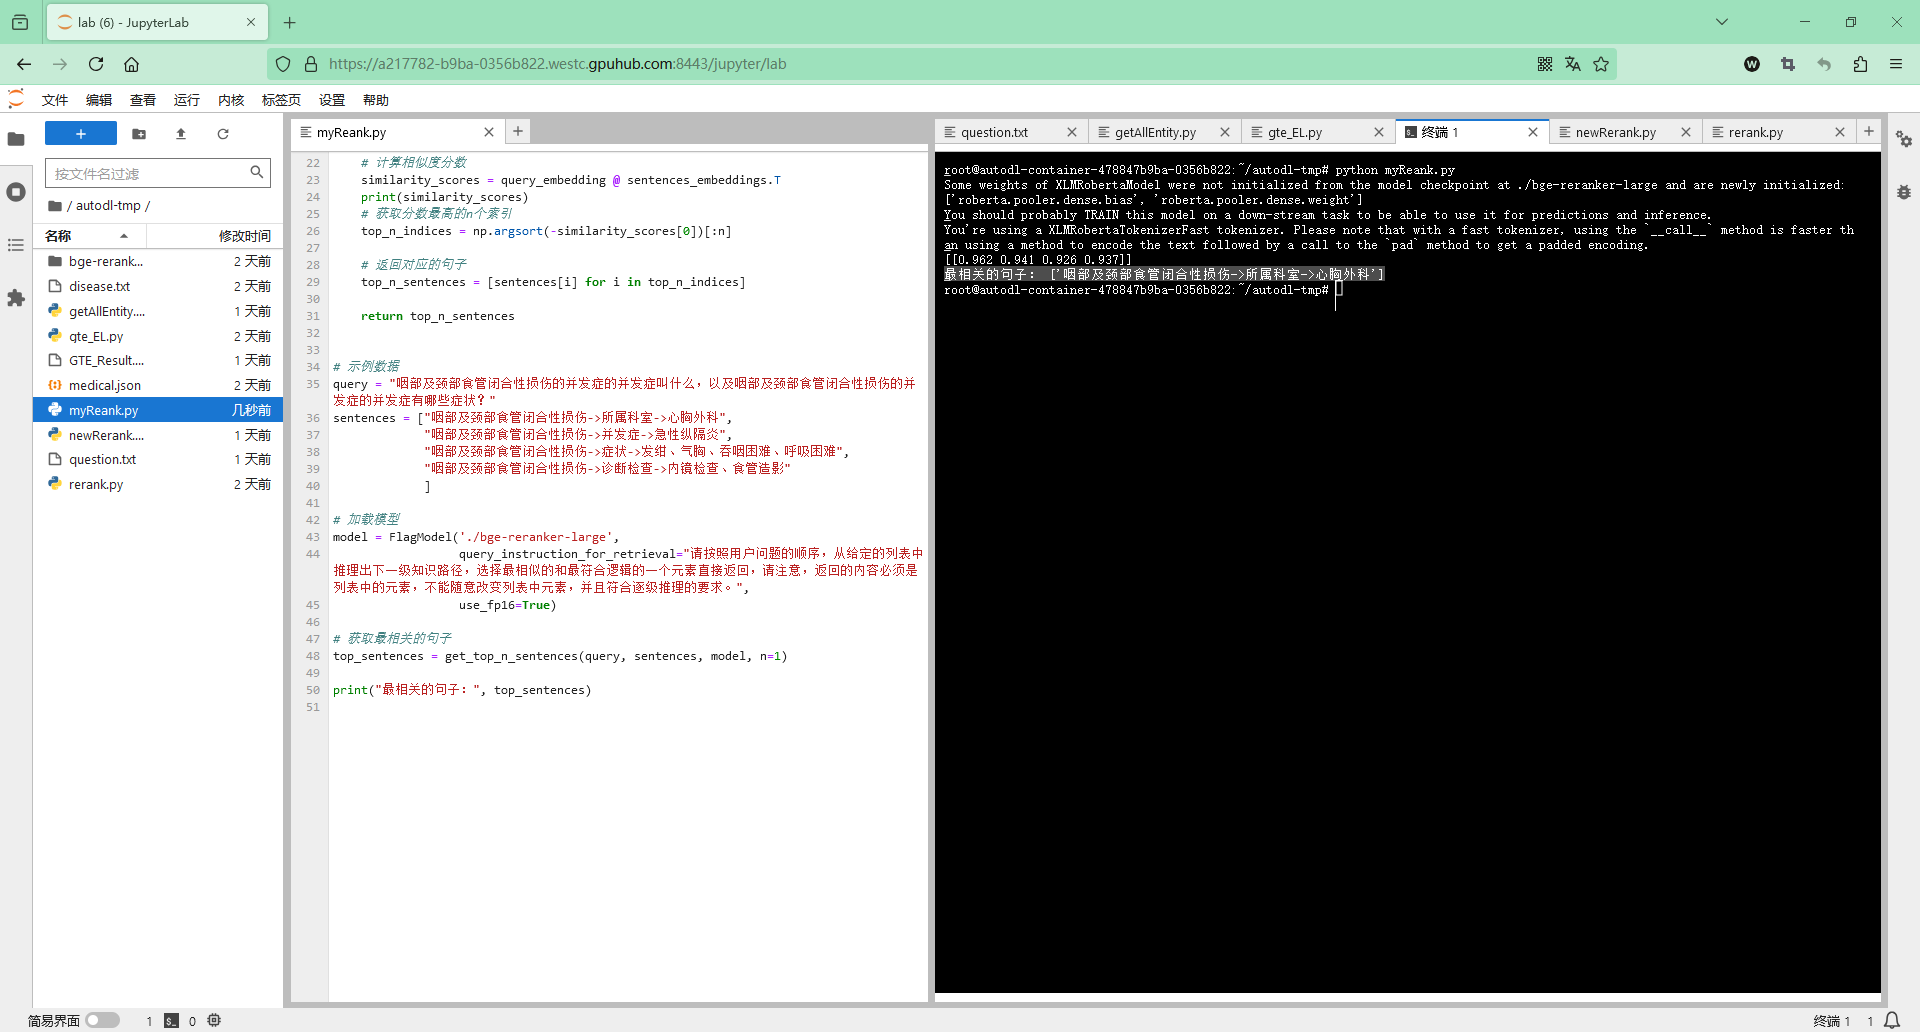 lab (6) - JupyterLab
https://a217782-b9ba-0356b822.westc.gpuhub.com:8443/jupyter/lab
W
文件 编辑 查看 运行 内核 标签页 设置 帮助
按文件名过滤
/ autodl-tmp /
名称 修改时间
bge-rerank... 2 天前
disease.txt 2 天前
getAllEntity.... 1 天前
gte_EL.py 2 天前
GTE_Result.... 1 天前
medical.json 2 天前
myReank.py 几秒前
newRerank.... 1 天前
question.txt 1 天前
rerank.py 2 天前
myReank.py
22 # 计算相似度分数
23 similarity_scores = query_embedding @ sentences_embeddings.T
24 print(similarity_scores)
25 # 获取分数最高的n个索引
26 top_n_indices = np.argsort(-similarity_scores[0])[:n]
27
28 # 返回对应的句子
29 top_n_sentences = [sentences[i] for i in top_n_indices]
30
31 return top_n_sentences
32
33
34 # 示例数据
35 query = "咽部及颈部食管闭合性损伤的并发症的并发症叫什么，以及咽部及颈部食管闭合性损伤的并
发症的并发症有哪些症状？"
36 sentences = ["咽部及颈部食管闭合性损伤->所属科室->心胸外科",
37 "咽部及颈部食管闭合性损伤->并发症->急性纵隔炎",
38 "咽部及颈部食管闭合性损伤->症状->发绀、气胸、吞咽困难、呼吸困难",
39 "咽部及颈部食管闭合性损伤->诊断检查->内镜检查、食管造影"
40 ]
41
42 # 加载模型
43 model = FlagModel('./bge-reranker-large',
44 query_instruction_for_retrieval="请按照用户问题的顺序，从给定的列表中
推理出下一级知识路径，选择最相似的和最符合逻辑的一个元素直接返回，请注意，返回的内容必须是
列表中的元素，不能随意改变列表中元素，并且符合逐级推理的要求。",
45 use_fp16=True)
46
47 # 获取最相关的句子
48 top_sentences = get_top_n_sentences(query, sentences, model, n=1)
49
50 print("最相关的句子：", top_sentences)
51
question.txt getAllEntity.py gte_EL.py 终端 1 newRerank.py rerank.py
root@autodl-container-478847b9ba-0356b822:~/autodl-tmp# python myReank.py
Some weights of XLMRobertaModel were not initialized from the model checkpoint at ./bge-reranker-large and are newly initialized:
['roberta.pooler.dense.bias', 'roberta.pooler.dense.weight']
You should probably TRAIN this model on a down-stream task to be able to use it for predictions and inference.
You're using a XLMRobertaTokenizerFast tokenizer. Please note that with a fast tokenizer, using the `__call__` method is faster th
an using a method to encode the text followed by a call to the `pad` method to get a padded encoding.
[[0.962 0.941 0.926 0.937]]
最相关的句子： ['咽部及颈部食管闭合性损伤->所属科室->心胸外科']
root@autodl-container-478847b9ba-0356b822:~/autodl-tmp#
简易界面 1 0 终端 1 1